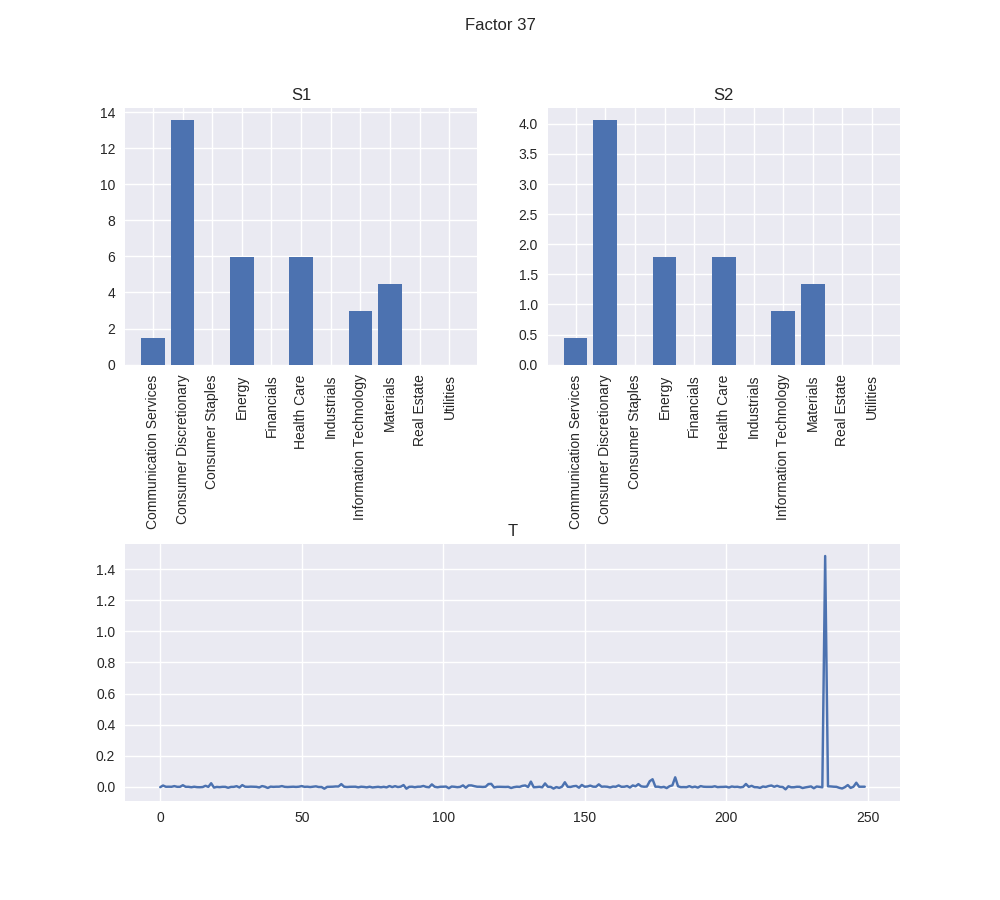 Factor 37
S1
14
12
10
8
6
4
2
0
Communication Services
Consumer Discretionary
Consumer Staples
Energy
Financials
Health Care
Industrials
Information Technology
Materials
Real Estate
Utilities
S2
4.0
3.5
3.0
2.5
2.0
1.5
1.0
0.5
0.0
Communication Services
Consumer Discretionary
Consumer Staples
Energy
Financials
Health Care
Industrials
Information Technology
Materials
Real Estate
Utilities
T
1.4
1.2
1.0
0.8
0.6
0.4
0.2
0.0
0 50 100 150 200 250